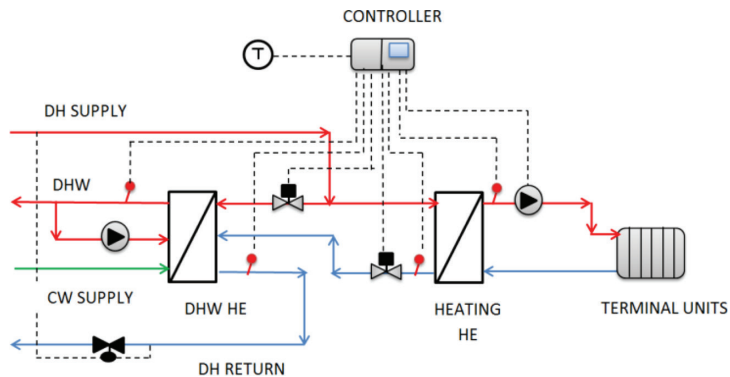 CONTROLLER
T
DH SUPPLY
DHW
CW SUPPLY
DHW HE
HEATING
HE
TERMINAL UNITS
DH RETURN